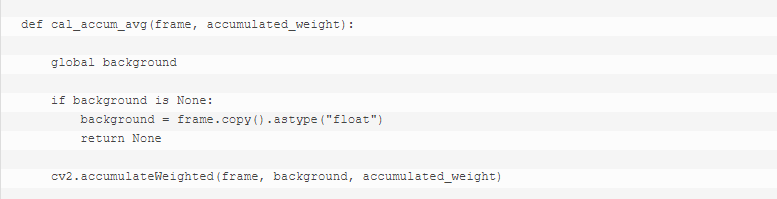 def cal_accum_avg(frame, accumulated_weight):
    global background
    if background is None:
        background = frame.copy().astype("float")
        return None
    cv2.accumulateWeighted(frame, background, accumulated_weight)